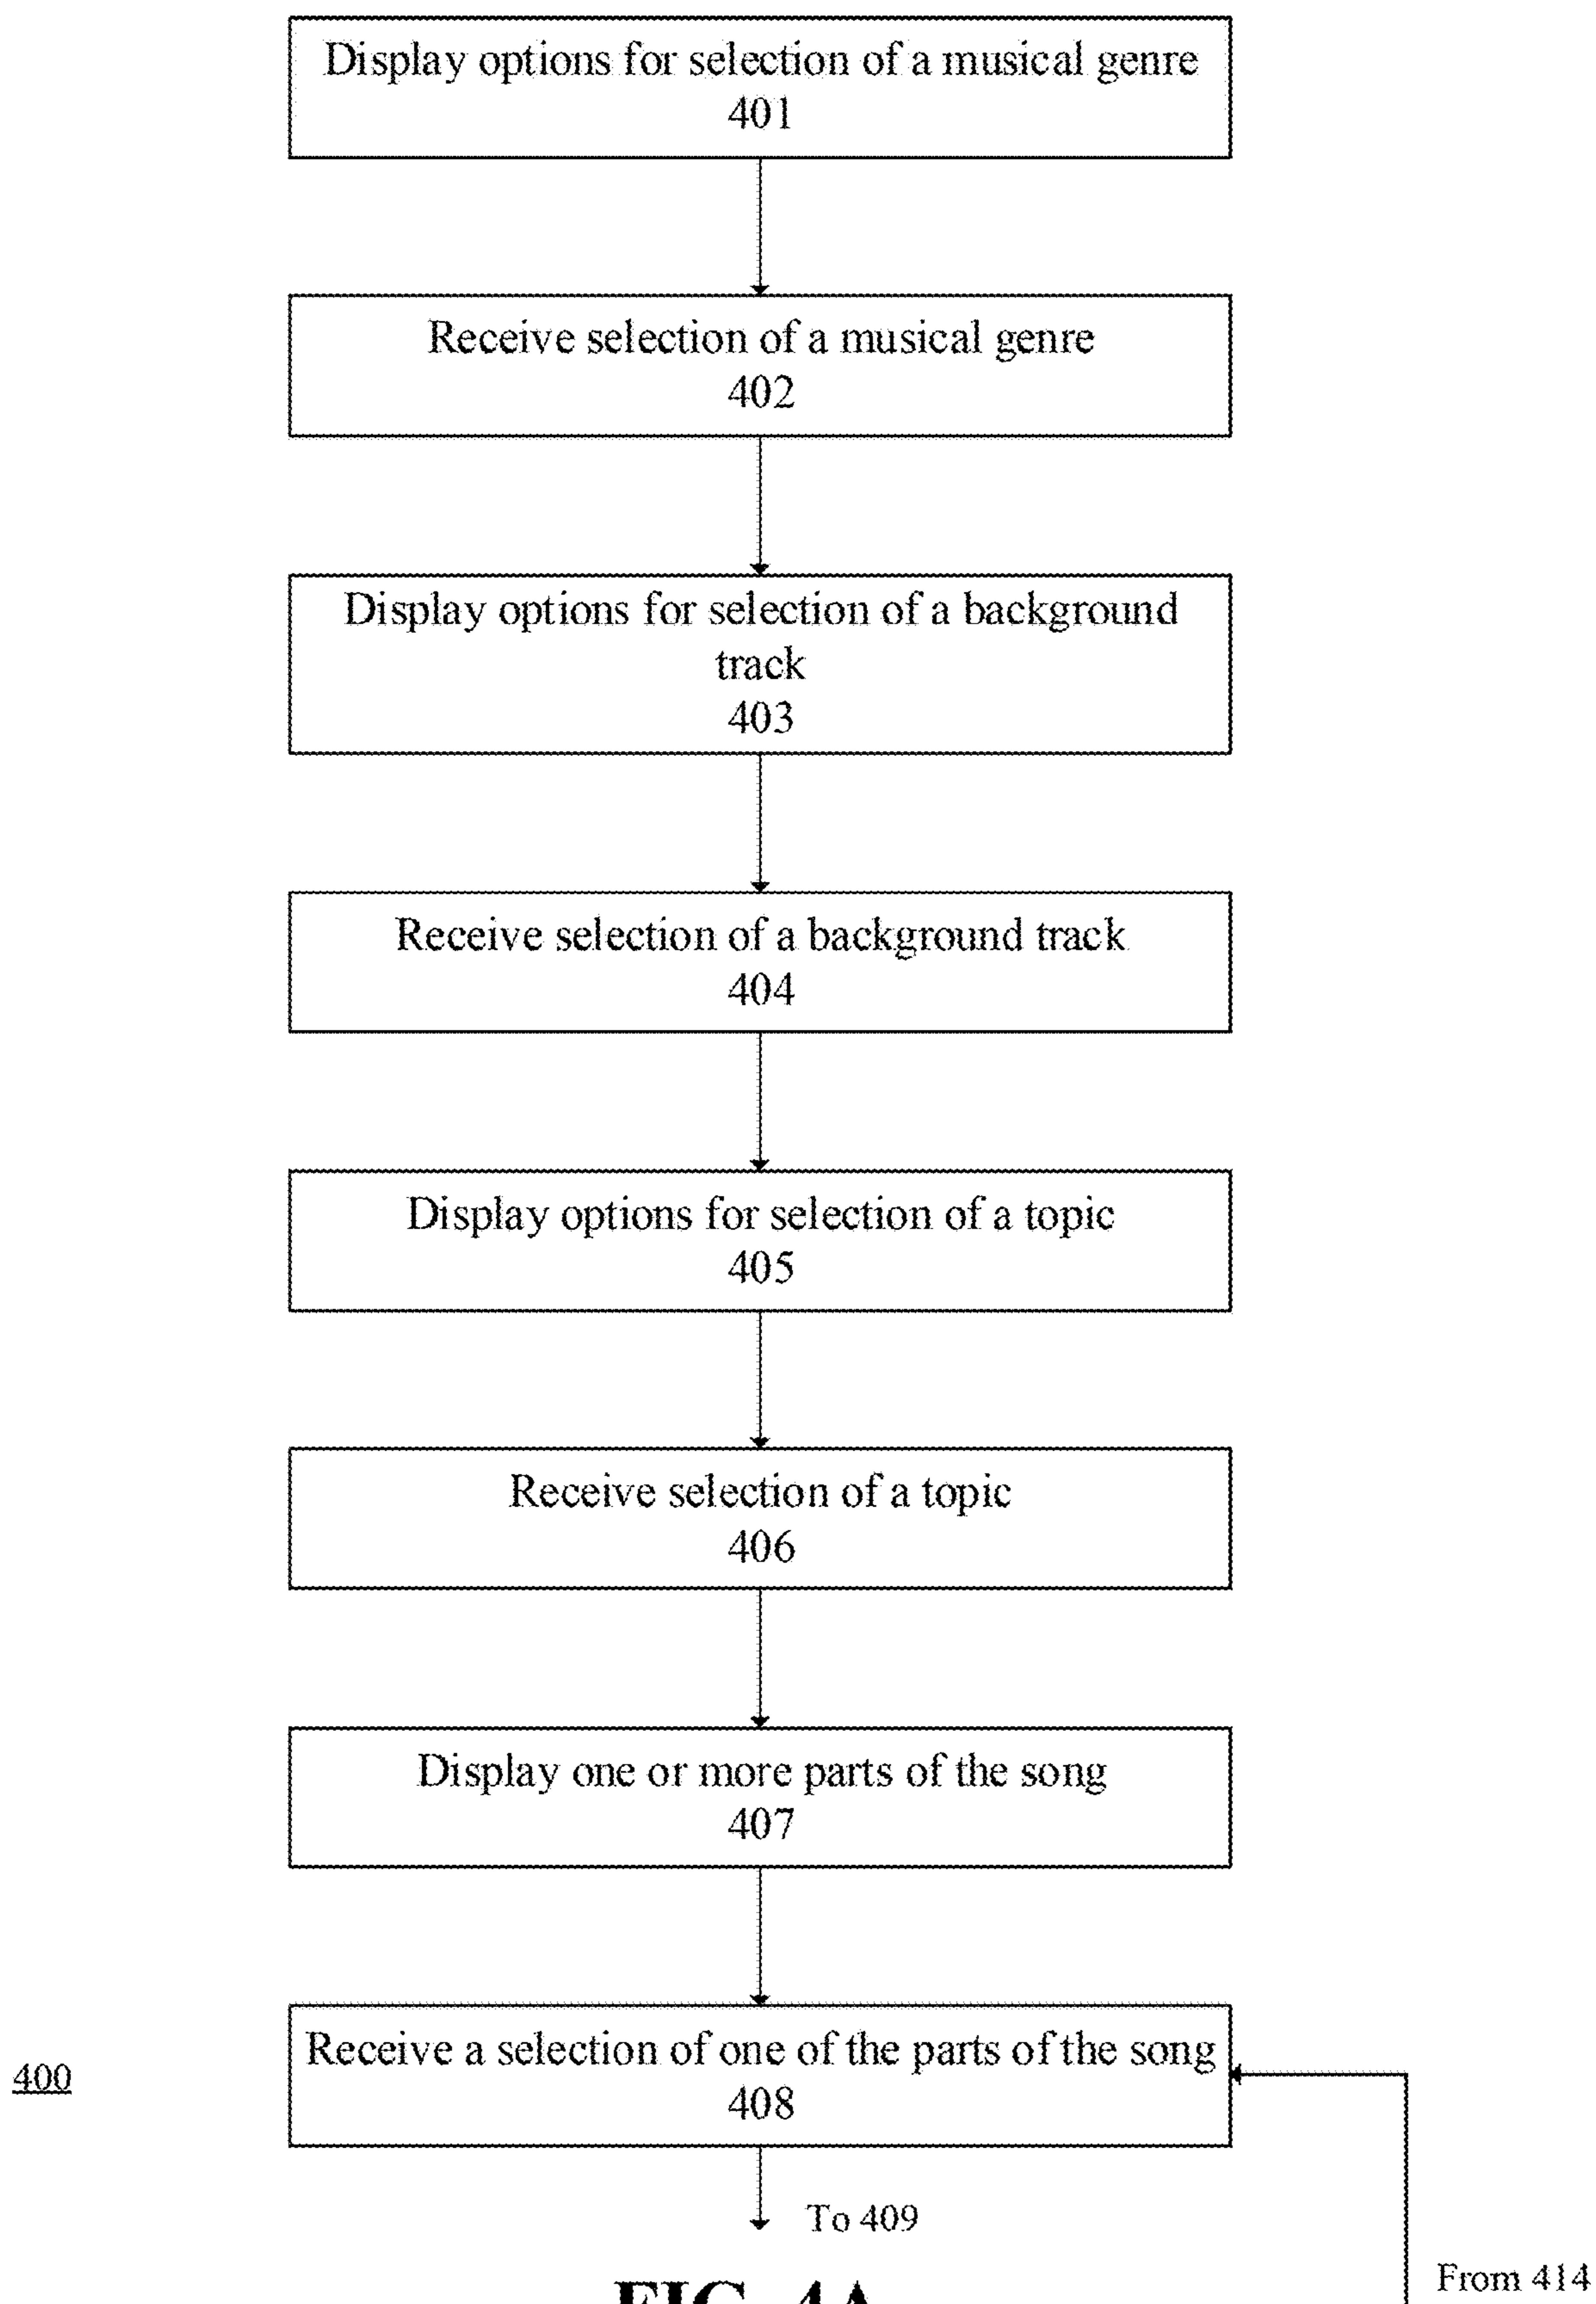 Display options for selection of a musical genre
401
Receive selection of a musical genre
402
Display options for selection of a background
track
403
Receive selection of a background track
404
Display options for selection of a topic
405
Receive selection of a topic
406
Display one or more parts of the song
407
Receive a selection of one of the parts of the song
408
400
To 409
From 414
FIG. 4A